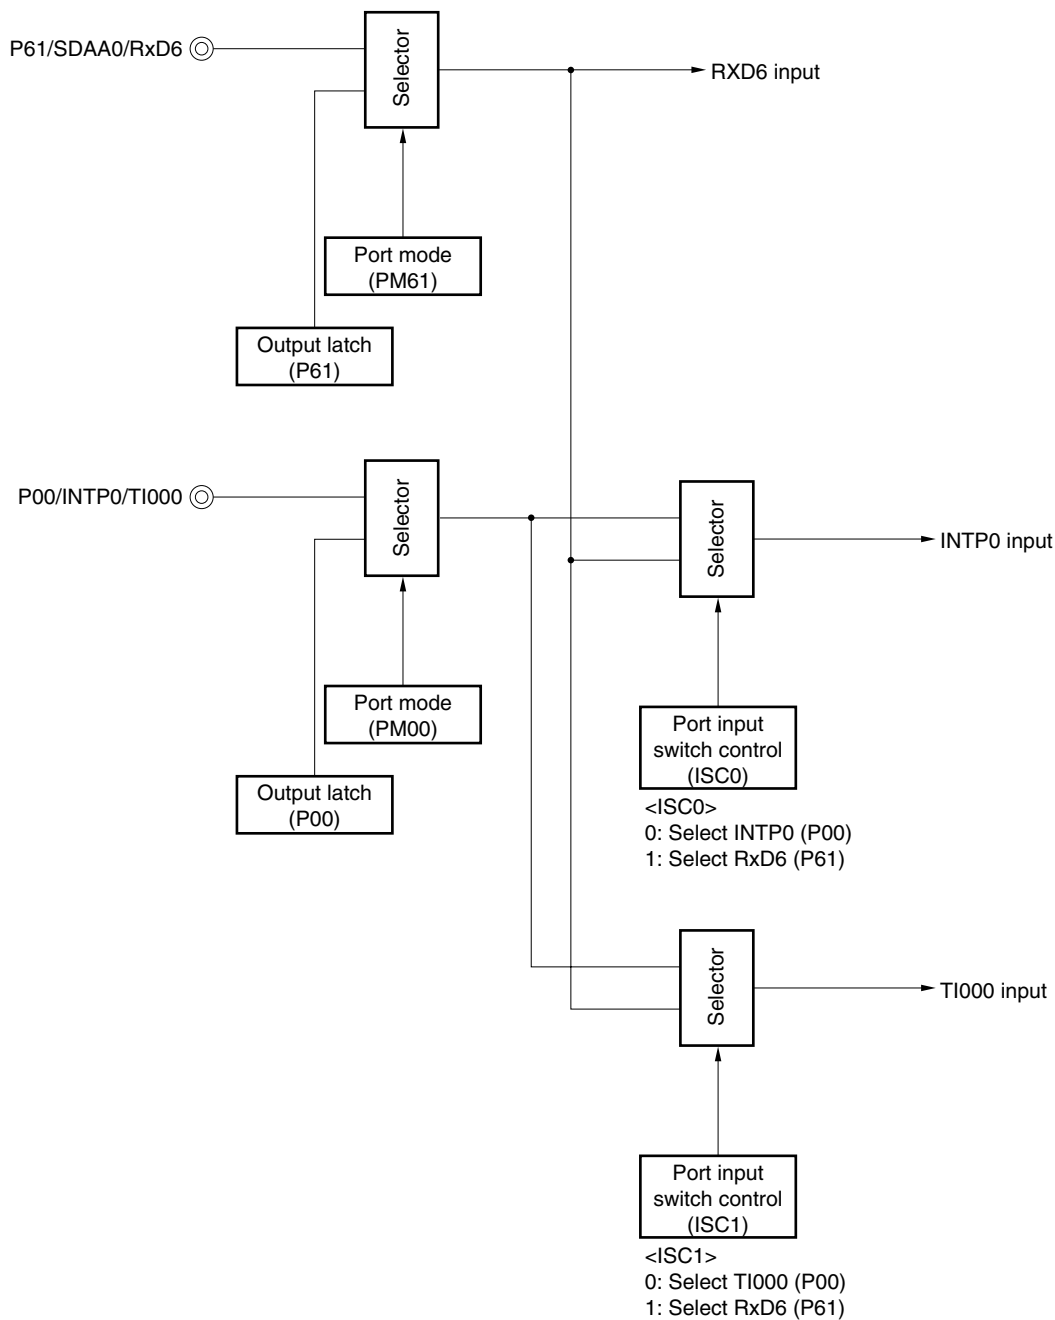 P61/SDAA0/RxD6
Selector
RXD6 input
Port mode
(PM61)
Output latch
(P61)
P00/INTP0/TI000
Selector
Selector
INTP0 input
Port mode
(PM00)
Port input
switch control
(ISC0)
Output latch
(P00)
<ISC0>
0: Select INTP0 (P00)
1: Select RxD6 (P61)
Selector
TI000 input
Port input
switch control
(ISC1)
<ISC1>
0: Select TI000 (P00)
1: Select RxD6 (P61)